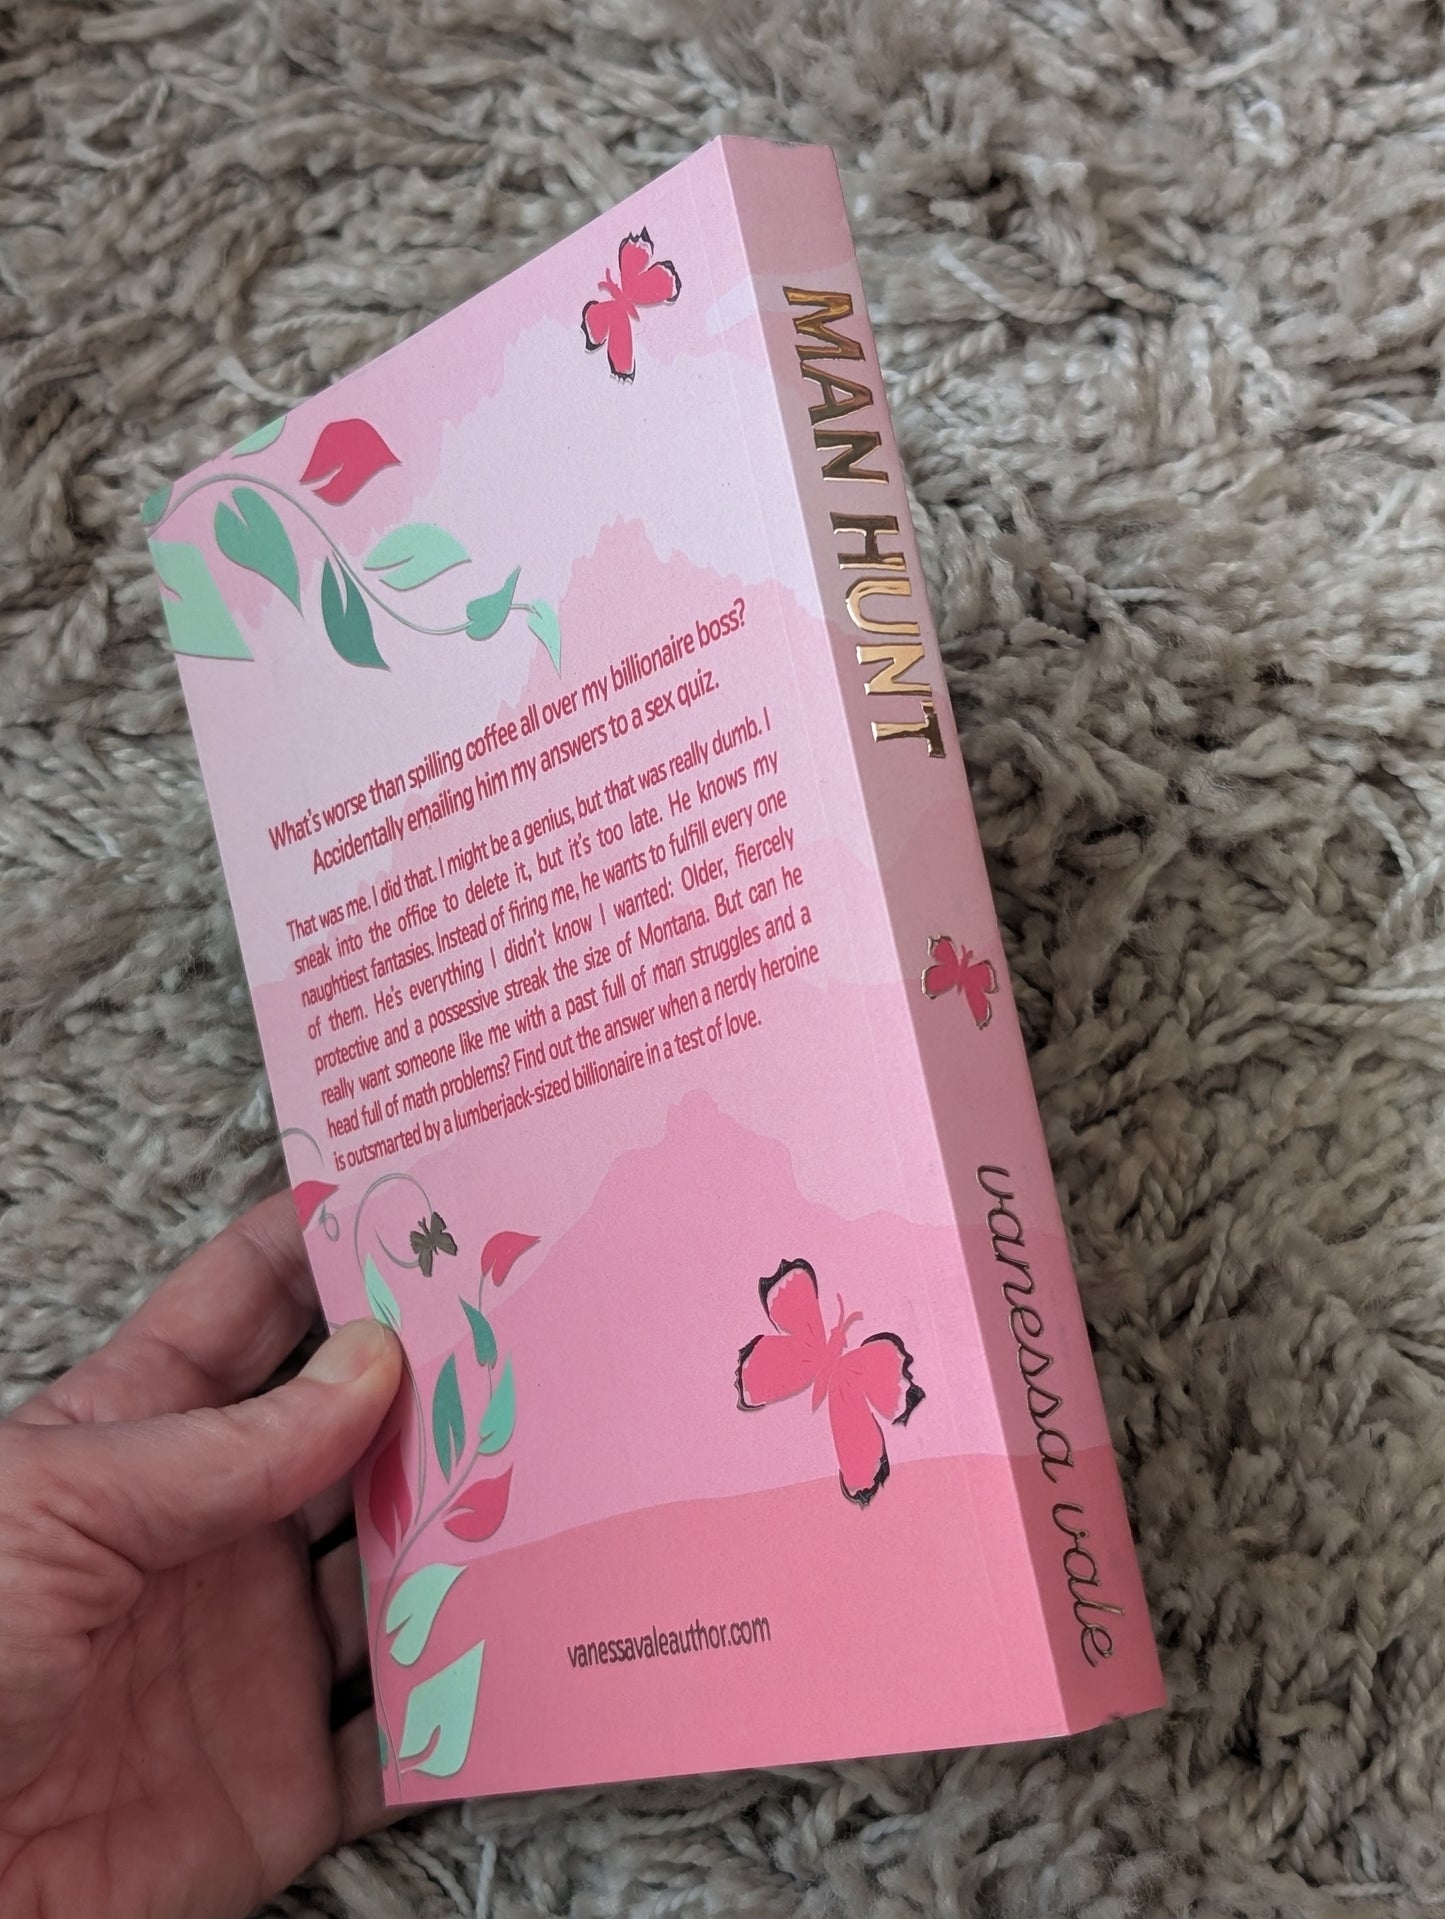 What's worse than spilling coffee all over my billionaire boss?
Accidentally emailing him my answers to a sex quiz.
That was me. I did that. I might be a genius, but that was really dumb. I
sneak into the office to delete it, but it's too late. He knows my
naughtiest fantasies. Instead of firing me, he wants to fulfill every one
of them. He's everything I didn't know I wanted: Older, fiercely
protective and a possessive streak the size of Montana. But can he
really want someone like me with a past full of man struggles and a
head full of math problems? Find out the answer when a nerdy heroine
is outsmarted by a lumberjack-sized billionaire in a test of love.
vanessavaleauthor.com
MAN HUNT
vanessa vale